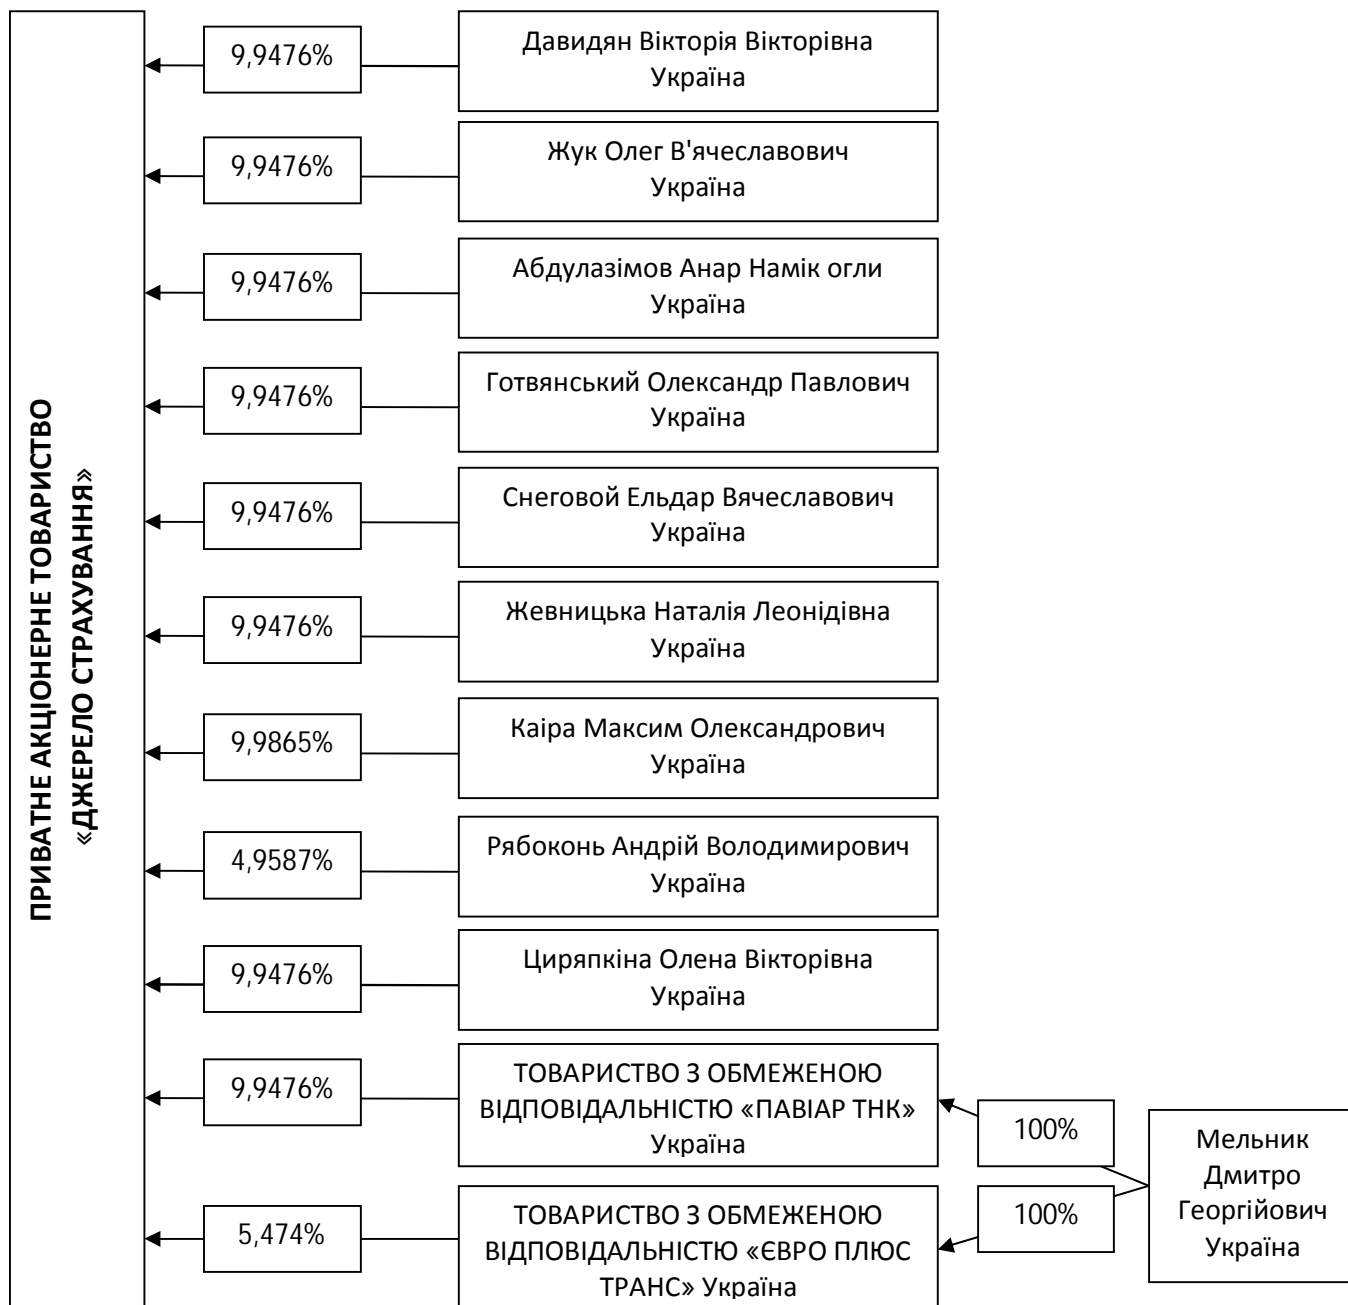 ПРИВАТНЕ АКЦІОНЕРНЕ ТОВАРИСТВО
«ДЖЕРЕЛО СТРАХУВАННЯ»
9,9476%
Давидян Вікторія Вікторівна
Україна
9,9476%
Жук Олег В'ячеславович
Україна
9,9476%
Абдулазімов Анар Намік огли
Україна
9,9476%
Готвянський Олександр Павлович
Україна
9,9476%
Снеговой Ельдар Вячеславович
Україна
9,9476%
Жевницька Наталія Леонідівна
Україна
9,9865%
Каіра Максим Олександрович
Україна
4,9587%
Рябоконь Андрій Володимирович
Україна
9,9476%
Циряпкіна Олена Вікторівна
Україна
9,9476%
ТОВАРИСТВО З ОБМЕЖЕНОЮ
ВІДПОВІДАЛЬНІСТЮ «ПАВІАР ТНК»
Україна
100%
5,474%
ТОВАРИСТВО З ОБМЕЖЕНОЮ
ВІДПОВІДАЛЬНІСТЮ «ЄВРО ПЛЮС
ТРАНС» Україна
100%
Мельник
Дмитро
Георгійович
Україна